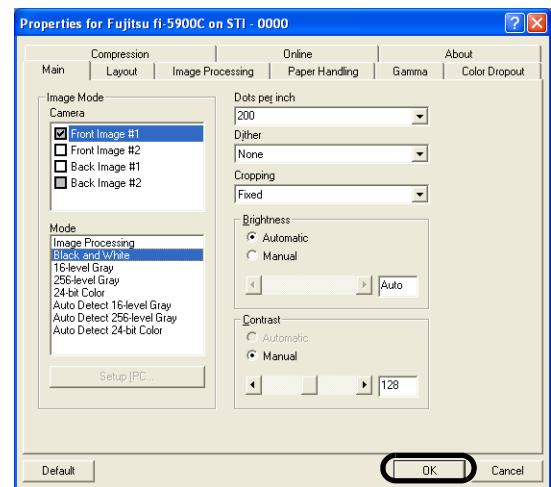 Properties for Fujitsu fi-5900C on STI - 0000
Compression Online About
Main Layout Image Processing Paper Handling Gamma Color Dropout
Image Mode
Camera
Front Image #1
Front Image #2
Back Image #1
Back Image #2
Mode
Image Processing
Black and White
16-level Gray
256-level Gray
24-bit Color
Auto Detect 16-level Gray
Auto Detect 256-level Gray
Auto Detect 24-bit Color
Setup IPC...
Dots per inch
200
Dither
None
Cropping
Fixed
Brightness
Automatic
Manual
Auto
Contrast
Automatic
Manual
128
Default OK Cancel